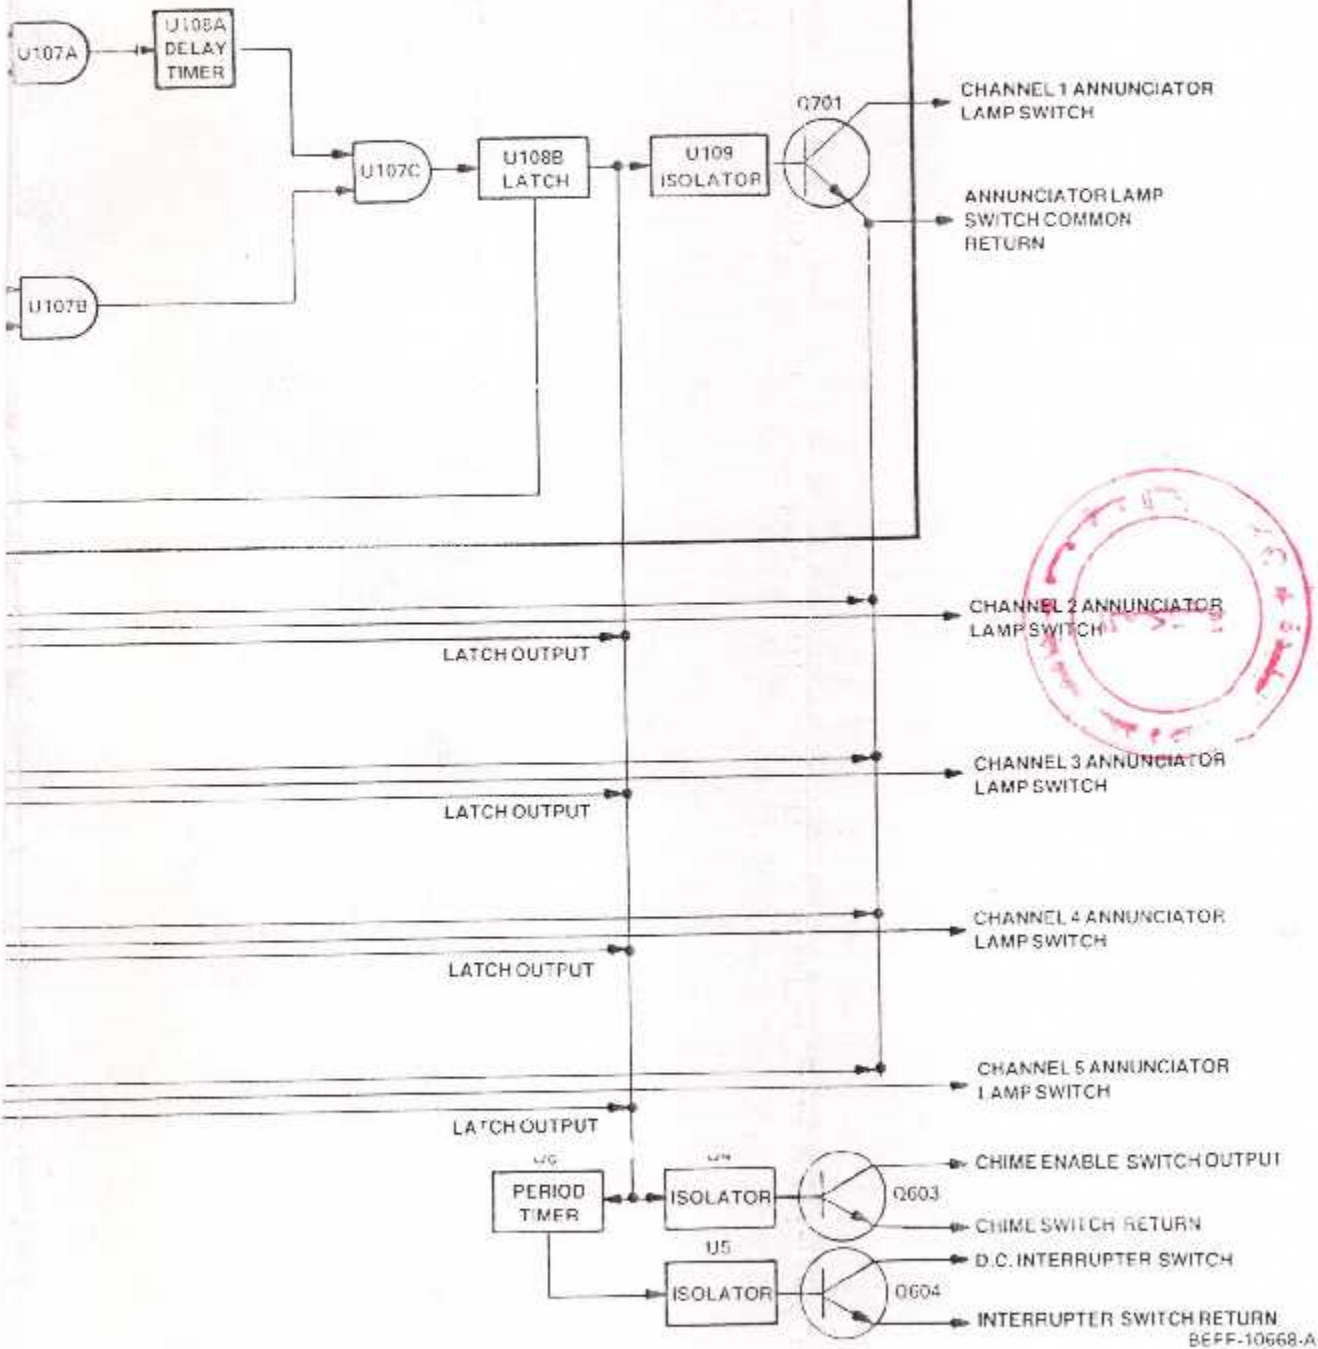 U107A
U108A
DELAY
TIMER
U107C
U108B
LATCH
U109
ISOLATOR
Q701
CHANNEL 1 ANNUNCIATOR
LAMP SWITCH
ANNUNCIATOR LAMP
SWITCH COMMON
RETURN
U107B
CHANNEL 2 ANNUNCIATOR
LAMP SWITCH
LATCH OUTPUT
CHANNEL 3 ANNUNCIATOR
LAMP SWITCH
LATCH OUTPUT
CHANNEL 4 ANNUNCIATOR
LAMP SWITCH
LATCH OUTPUT
CHANNEL 5 ANNUNCIATOR
LAMP SWITCH
LATCH OUTPUT
PERIOD
TIMER
ISOLATOR
Q603
CHIME ENABLE SWITCH OUTPUT
CHIME SWITCH RETURN
U5
ISOLATOR
Q604
D.C. INTERRUPTER SWITCH
INTERRUPTER SWITCH RETURN
BEFF-10668-A